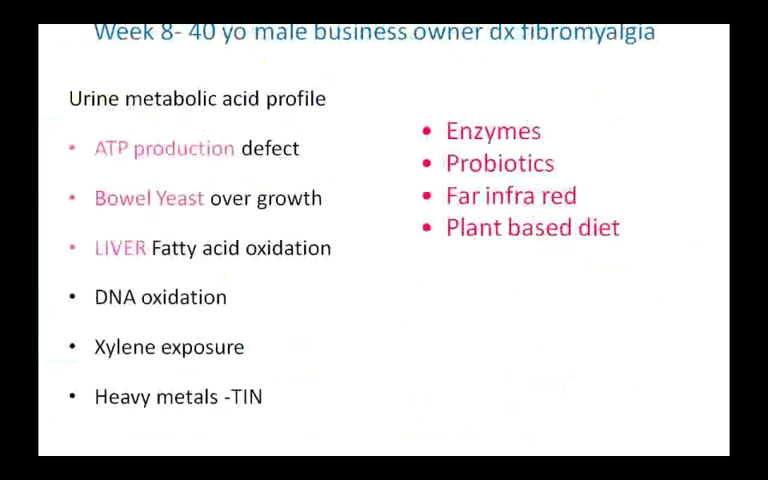 Week 8- 40 yo male business owner dx fibromyalgia
Urine metabolic acid profile
• ATP production defect
• Bowel Yeast over growth
• LIVER Fatty acid oxidation
• DNA oxidation
• Xylene exposure
• Heavy metals -TIN
• Enzymes
• Probiotics
• Far infra red
• Plant based diet